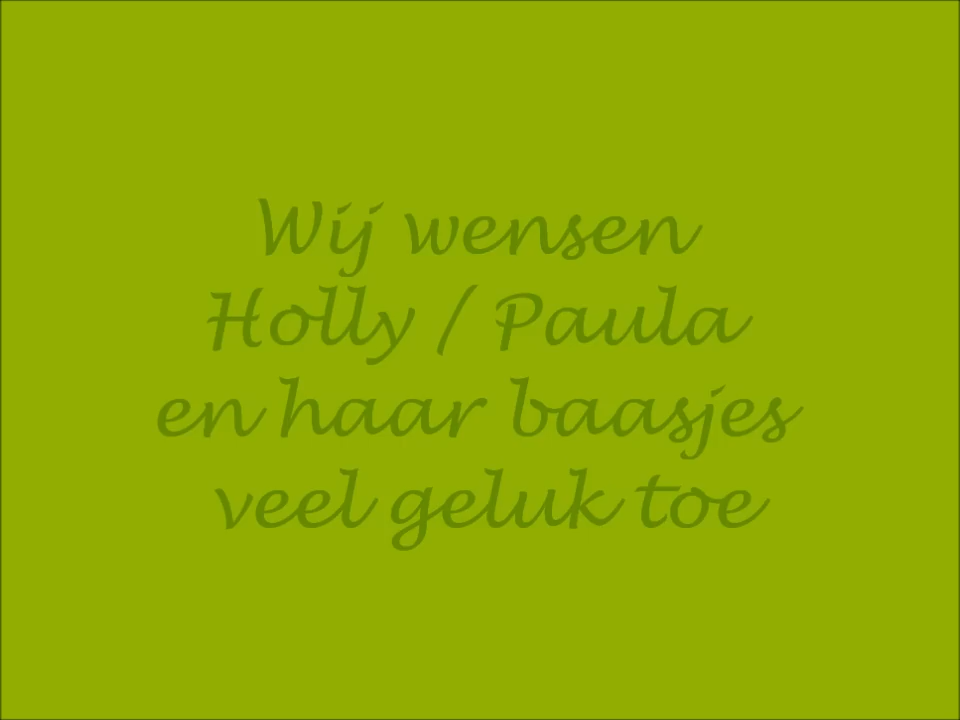 Wij wensen
Holly / Paula
en haar baasjes
veel geluk toe